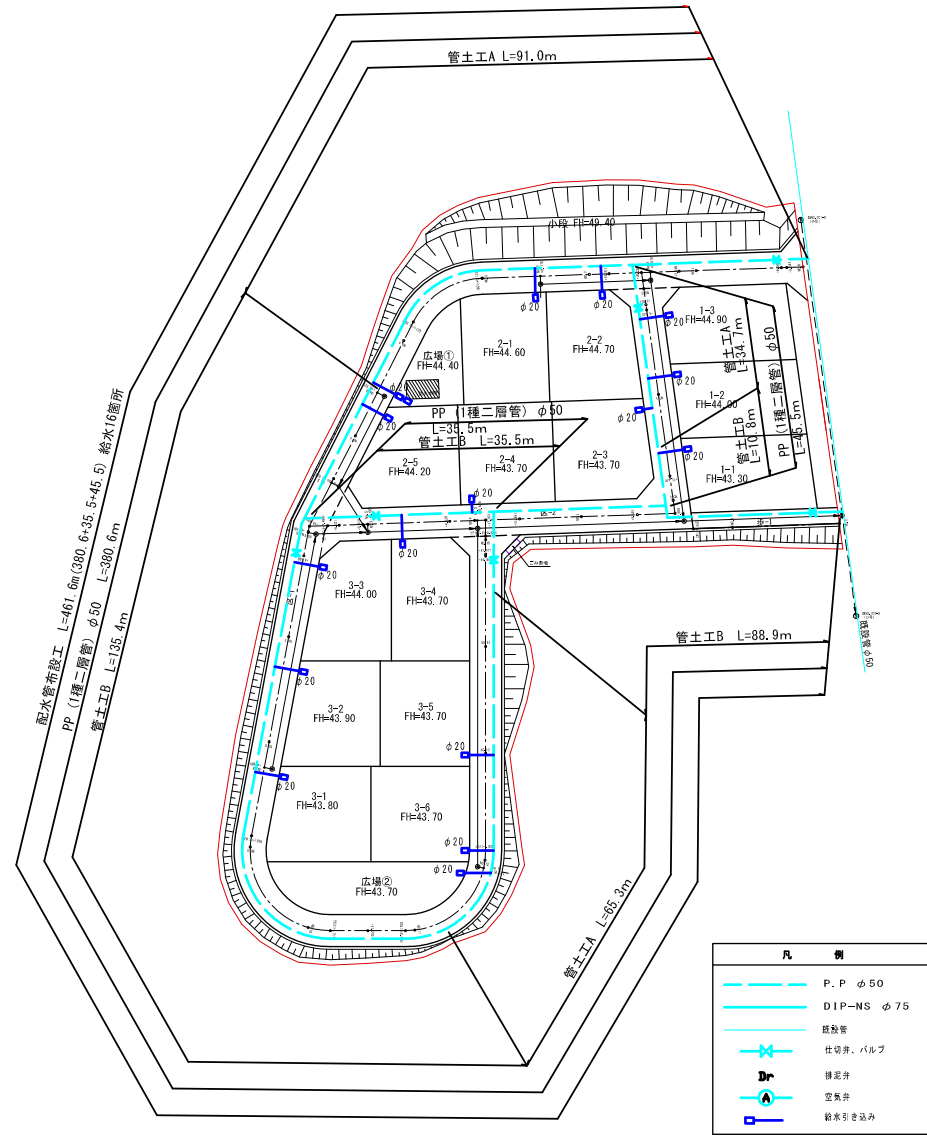 管土工A L=91.0m
小段 FH=49.40
φ20
φ20
1-3
FH=44.90
φ20
2-1
FH=44.60
2-2
FH=44.70
広場①
FH=44.40
管土工A
L=34.7m
PP (1種二層管) φ50
L=45.5m
φ20
1-2
FH=44.00
φ20
φ20
PP (1種二層管) φ50
L=35.5m
管土工B L=35.5m
φ20
管土工B
L=10.8m
2-5
FH=44.20
2-4
FH=43.70
2-3
FH=43.70
φ20
1-1
FH=43.30
φ20
φ20
配水管布設工 L=461.6m(380.6+35.5+45.5) 給水16箇所
PP (1種二層管) φ50 L=380.6m
管土工B L=135.4m
φ20
3-3
FH=44.00
3-4
FH=43.70
管土工B L=88.9m
既設管φ50
φ20
3-2
FH=43.90
3-5
FH=43.70
φ20
φ20
3-1
FH=43.80
3-6
FH=43.70
φ20
φ20
広場②
FH=43.70
管土工A L=65.3m
凡 例
P.P φ50
DIP-NS φ75
既設管
仕切弁、バルブ
Dr 排泥弁
A 空気弁
給水引き込み